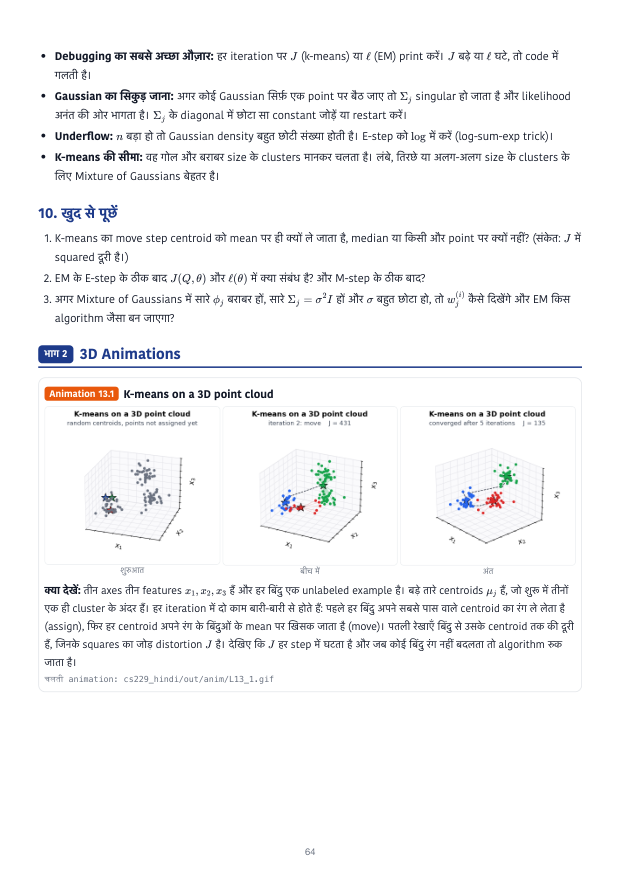 • Debugging का सबसे अच्छा औज़ार: हर iteration पर J (k-means) या ℓ (EM) print करें। J बढ़े या ℓ घटे, तो code में
गलती है।
• Gaussian का सिकुड़ जाना: अगर कोई Gaussian सिर्फ़ एक point पर बैठ जाए तो Σⱼ singular हो जाता है और likelihood
अनंत की ओर भागता है। Σⱼ के diagonal में छोटा सा constant जोड़ें या restart करें।
• Underflow: n बड़ा हो तो Gaussian density बहुत छोटी संख्या होती है। E-step को log में करें (log-sum-exp trick)।
• K-means की सीमा: वह गोल और बराबर size के clusters मानकर चलता है। लंबे, तिरछे या अलग-अलग size के clusters के
लिए Mixture of Gaussians बेहतर है।
10. खुद से पूछें
1. K-means का move step centroid को mean पर ही क्यों ले जाता है, median या किसी और point पर क्यों नहीं? (संकेत: J में
squared दूरी है।)
2. EM के E-step के ठीक बाद J(Q, θ) और ℓ(θ) में क्या संबंध है? और M-step के ठीक बाद?
3. अगर Mixture of Gaussians में सारे ϕⱼ बराबर हों, सारे Σⱼ = σ²I हों और σ बहुत छोटा हो, तो wⱼ⁽ⁱ⁾ कैसे दिखेंगे और EM किस
algorithm जैसा बन जाएगा?
भाग 2 3D Animations
Animation 13.1 K-means on a 3D point cloud
K-means on a 3D point cloud
random centroids, points not assigned yet
x₁
x₂
x₃
शुरुआत
K-means on a 3D point cloud
iteration 2: move J = 431
x₁
x₂
x₃
बीच में
K-means on a 3D point cloud
converged after 5 iterations J = 135
x₁
x₂
x₃
अंत
क्या देखें: तीन axes तीन features x₁, x₂, x₃ हैं और हर बिंदु एक unlabeled example है। बड़े तारे centroids μⱼ हैं, जो शुरू में तीनों
एक ही cluster के अंदर हैं। हर iteration में दो काम बारी-बारी से होते हैं: पहले हर बिंदु अपने सबसे पास वाले centroid का रंग ले लेता है
(assign), फिर हर centroid अपने रंग के बिंदुओं के mean पर खिसक जाता है (move)। पतली रेखाएँ बिंदु से उसके centroid तक की दूरी
हैं, जिनके squares का जोड़ distortion J है। देखिए कि J हर step में घटता है और जब कोई बिंदु रंग नहीं बदलता तो algorithm रुक
जाता है।
चलती animation: cs229_hindi/out/anim/L13_1.gif
64